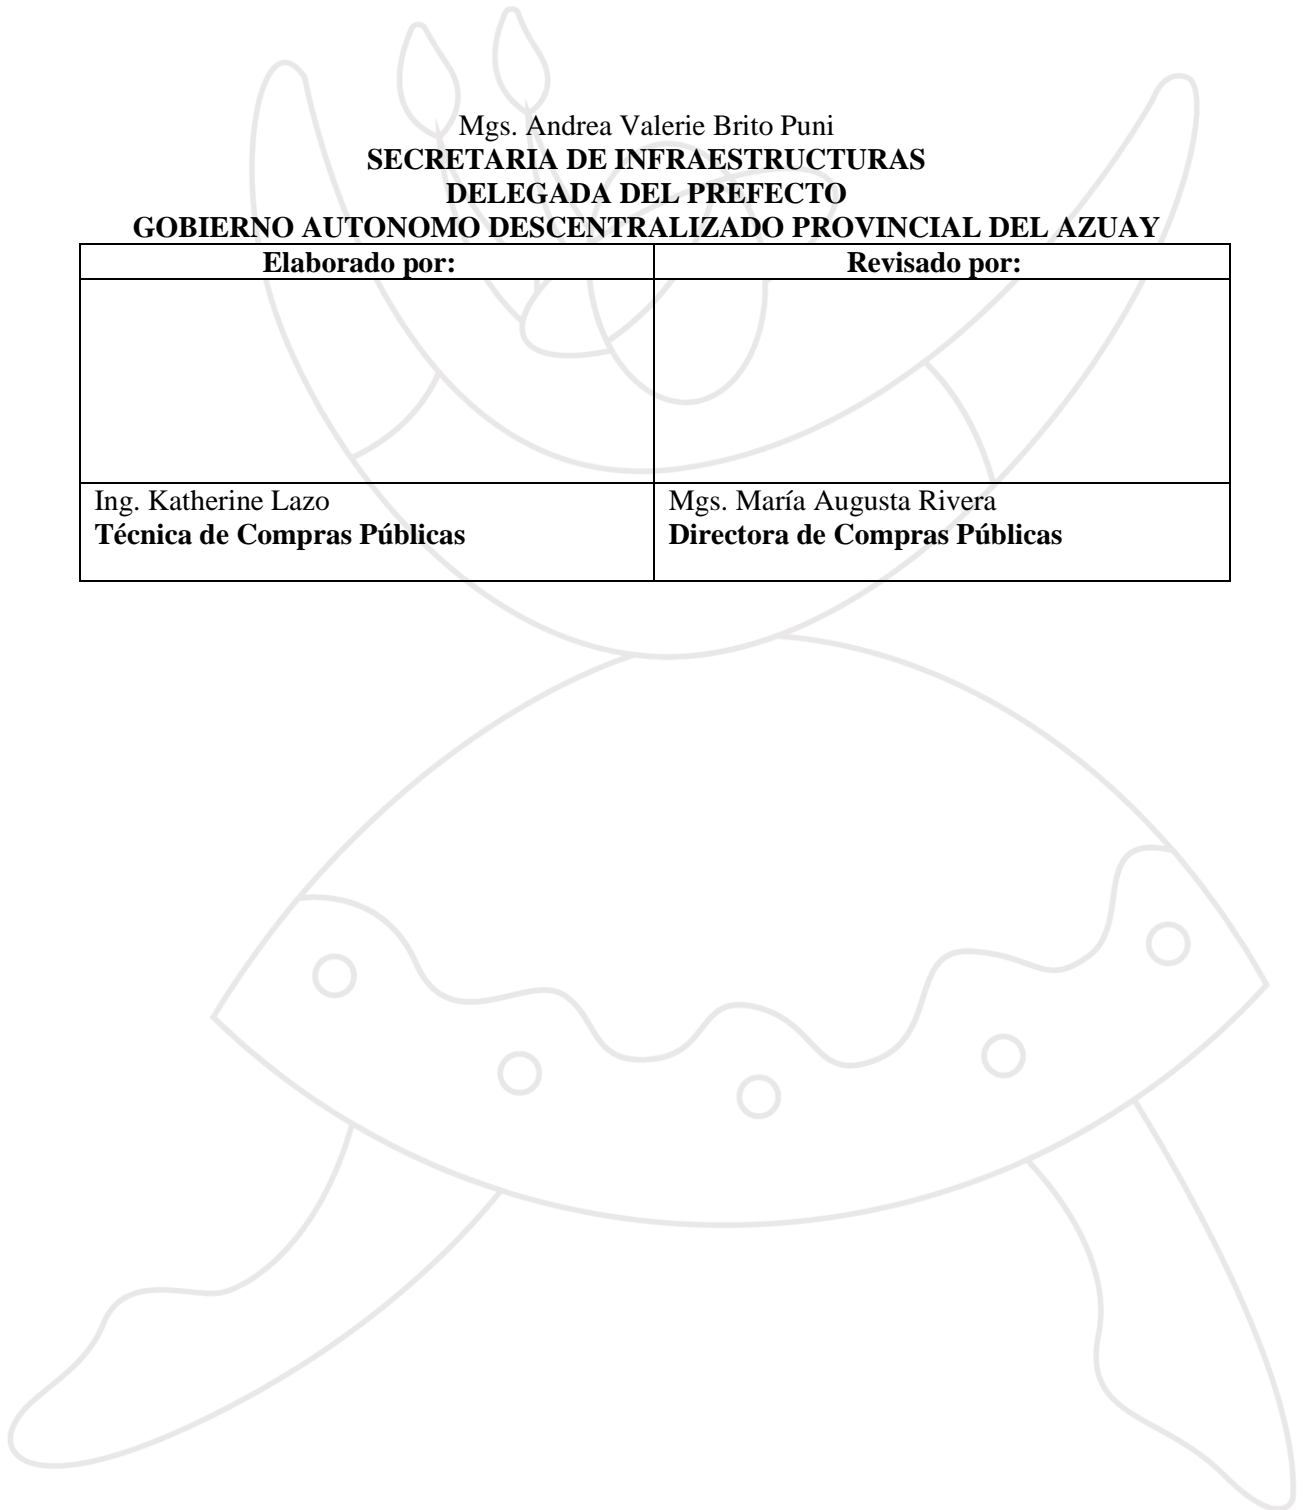 Mgs. Andrea Valerie Brito Puni
SECRETARIA DE INFRAESTRUCTURAS
DELEGADA DEL PREFECTO
GOBIERNO AUTONOMO DESCENTRALIZADO PROVINCIAL DEL AZUAY
Elaborado por: Revisado por:
Ing. Katherine Lazo Mgs. María Augusta Rivera
Técnica de Compras Públicas Directora de Compras Públicas